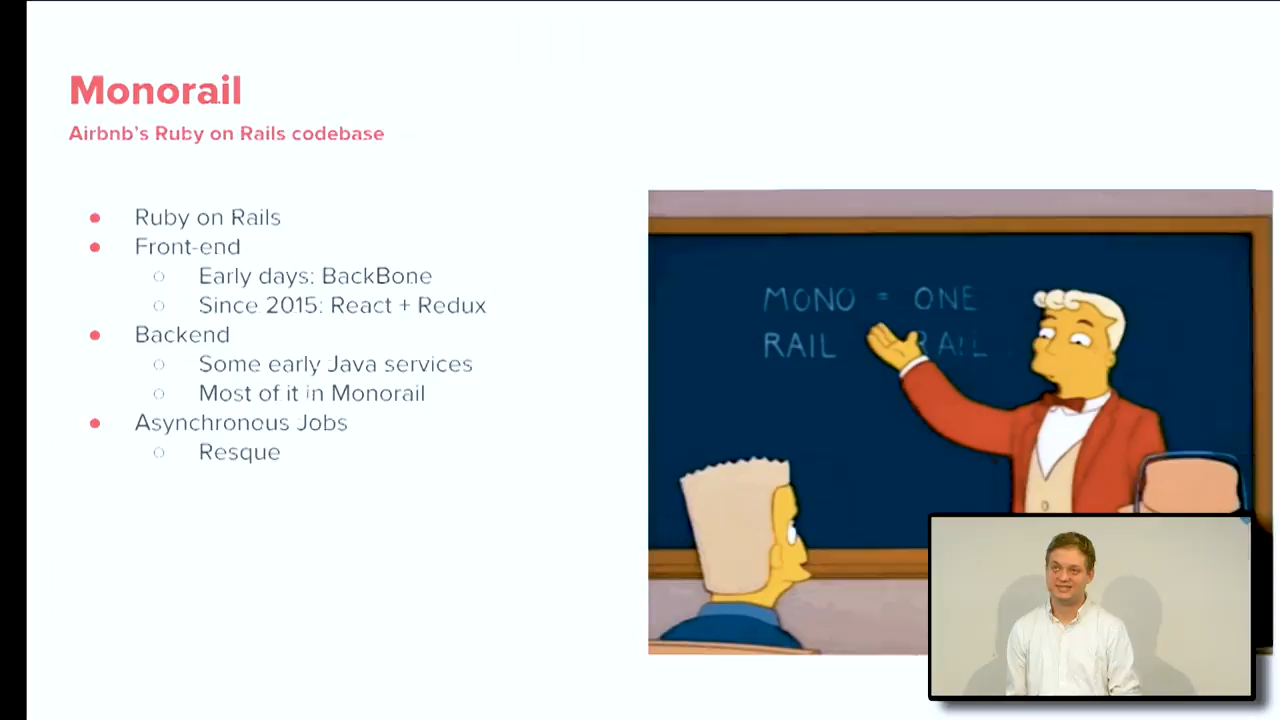 Monorail
Airbnb's Ruby on Rails codebase
● Ruby on Rails
● Front-end
○ Early days: BackBone
○ Since 2015: React + Redux
● Backend
○ Some early Java services
○ Most of it in Monorail
● Asynchronous Jobs
○ Resque
MONO = ONE
RAIL RAIL